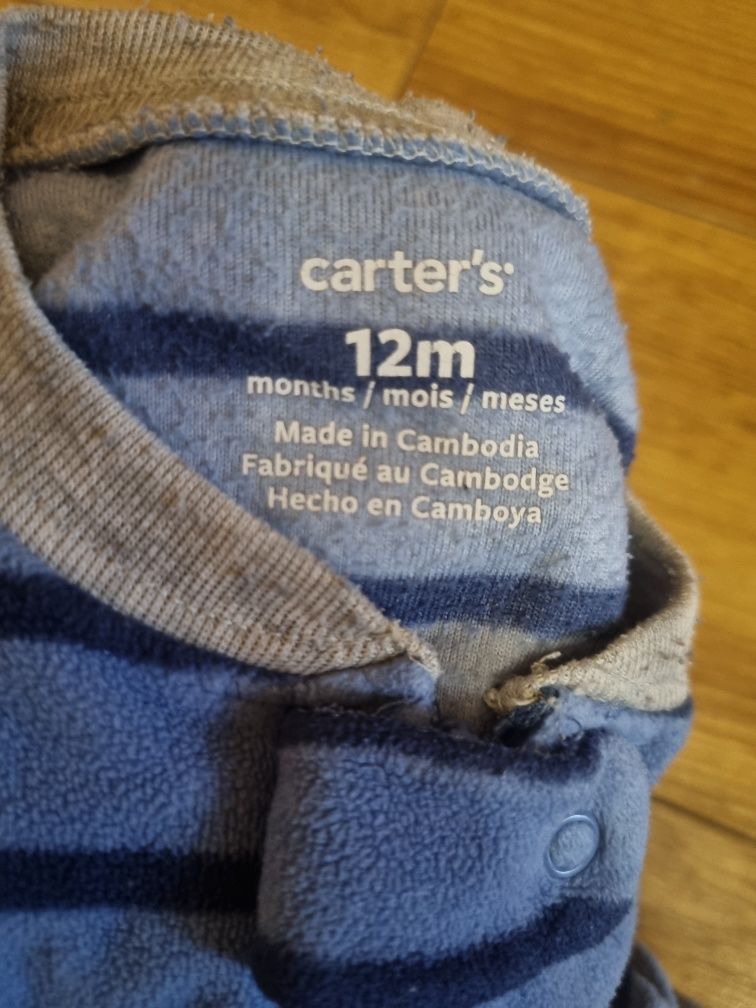 carter's
12m
months / mois / meses
Made in Cambodia
Fabriqué au Cambodge
Hecho en Camboya